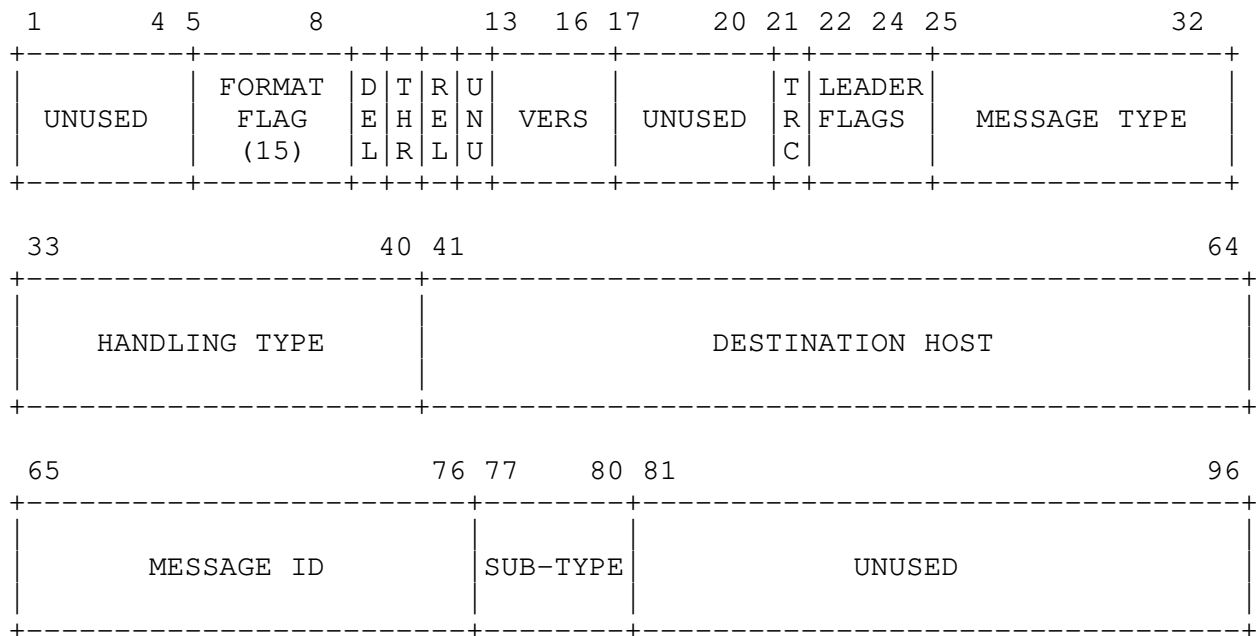 1 4 5 8 13 16 17 20 21 22 24 25 32
FORMAT D T R U T LEADER
UNUSED FLAG E H E N VERS UNUSED R FLAGS MESSAGE TYPE
(15) L R L U C
33 40 41 64
HANDLING TYPE DESTINATION HOST
65 76 77 80 81 96
MESSAGE ID SUB-TYPE UNUSED